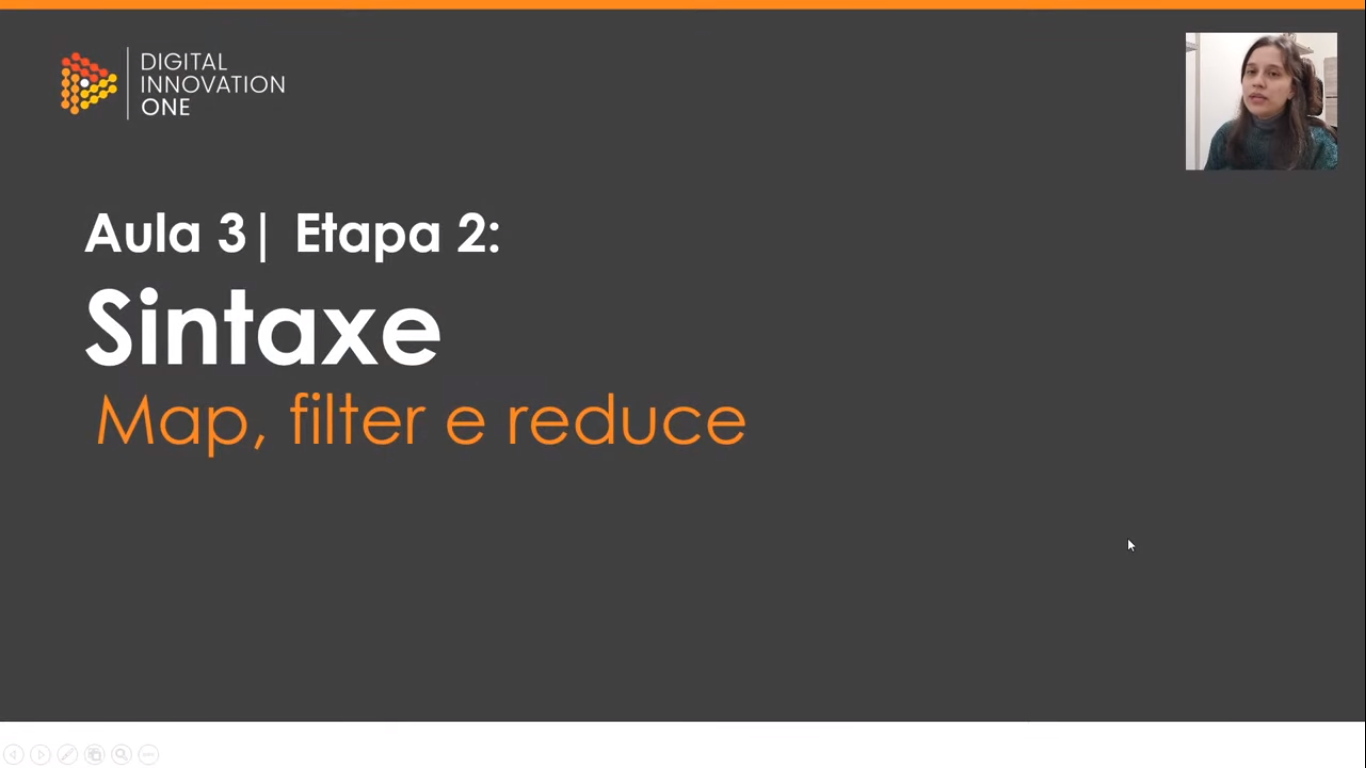 DIGITAL
INNOVATION
ONE
Aula 3| Etapa 2:
Sintaxe
Map, filter e reduce